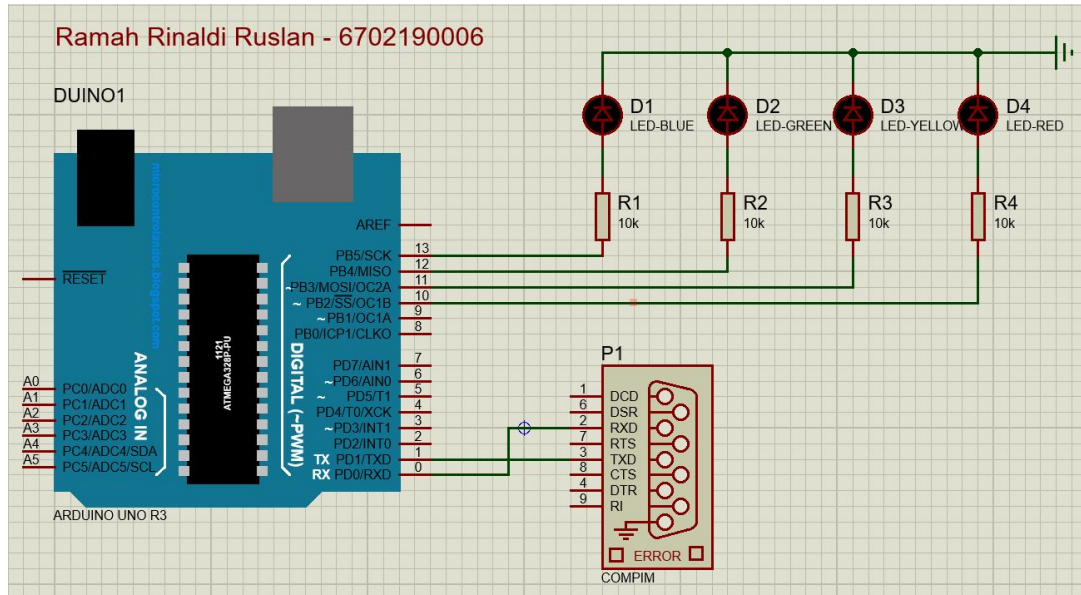 Ramah Rinaldi Ruslan - 6702190006
DUINO1
microcontrolandos.blogspot.com
AREF
13 PB5/SCK
12 PB4/MISO
11 ~PB3/MOSI/OC2A
10 ~ PB2/SS/OC1B
9 ~ PB1/OC1A
8 PB0/ICP1/CLKO
7 PD7/AIN1
6 ~PD6/AIN0
5 ~ PD5/T1
4 PD4/T0/XCK
3 ~PD3/INT1
2 PD2/INT0
1 TX PD1/TXD
0 RX PD0/RXD
RESET
A0 PC0/ADC0
A1 PC1/ADC1
A2 PC2/ADC2
A3 PC3/ADC3
A4 PC4/ADC4/SDA
A5 PC5/ADC5/SCL
ANALOG IN
1121
ATMEGA328P-PU
DIGITAL (~PWM)
ARDUINO UNO R3
D1
LED-BLUE
D2
LED-GREEN
D3
LED-YELLOW
D4
LED-RED
R1
10k
R2
10k
R3
10k
R4
10k
P1
1 DCD
6 DSR
2 RXD
7 RTS
3 TXD
8 CTS
4 DTR
9 RI
ERROR
COMPIM